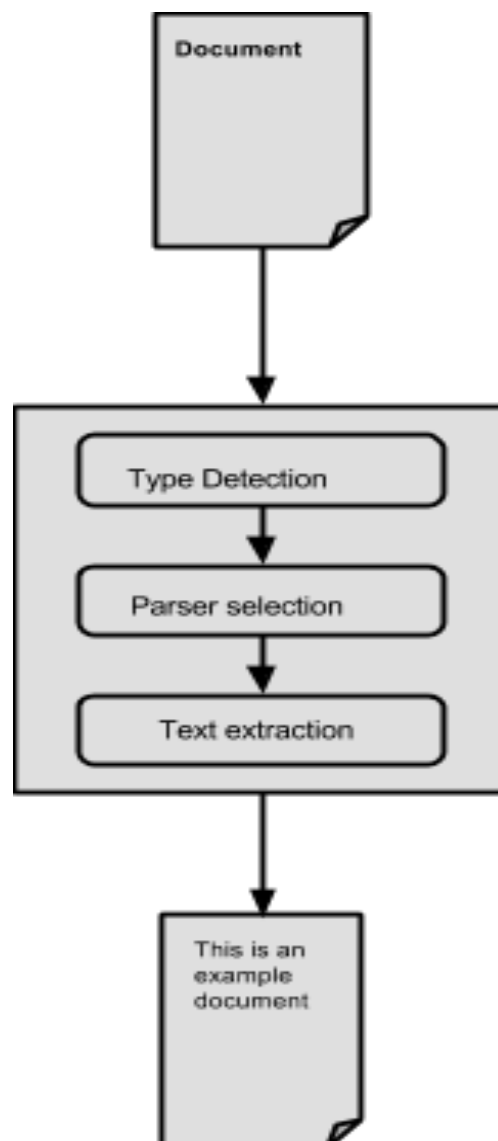 Document
Type Detection
Parser selection
Text extraction
This is an
example
document